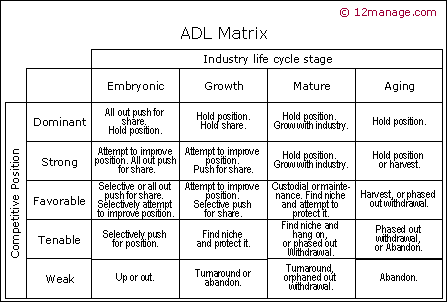 © 12manage.com
ADL Matrix
Industry life cycle stage
Embryonic
Growth
Mature
Aging
Competitive Position
Dominant
All out push for
share.
Hold position.
Hold position.
Hold share.
Hold position.
Grow with industry.
Hold position.
Strong
Attempt to improve
position. All out push
for share.
Attempt to improve
position.
Push for share.
Hold position.
Grow with industry.
Hold position
or harvest.
Favorable
Selective or all out
push for share.
Selectively attempt
to improve position.
Attempt to improve
position.
Selective push
for share.
Custodial or mainte-
nance. Find niche
and attempt to
protect it.
Harvest, or phased
out withdrawal.
Tenable
Selectively push
for position.
Find niche
and protect it.
Find niche and
hang on,
or phased out
Withdrawal.
Phased out
withdrawal,
or Abandon.
Weak
Up or out.
Turnaround or
abandon.
Turnaround,
orphaned out
withdrawal.
Abandon.